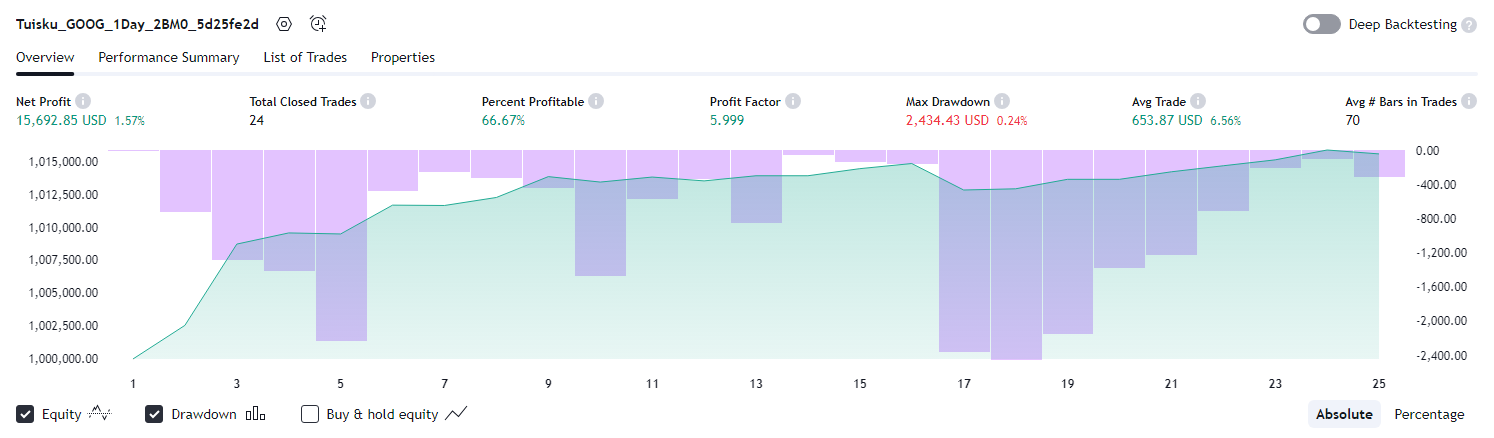 Tuisku_GOOG_1Day_2BM0_5d25fe2d
Deep Backtesting ?
Overview Performance Summary List of Trades Properties
Net Profit i Total Closed Trades i Percent Profitable i Profit Factor i Max Drawdown i Avg Trade i Avg # Bars in Trades i
15,692.85 USD 1.57% 24 66.67% 5.999 2,434.43 USD 0.24% 653.87 USD 6.56% 70
1,015,000.00 0.00
1,012,500.00 -400.00
1,010,000.00 -800.00
1,007,500.00 -1,200.00
1,005,000.00 -1,600.00
1,002,500.00 -2,000.00
1,000,000.00 -2,400.00
1 3 5 7 9 11 13 15 17 19 21 23 25
Equity Drawdown Buy & hold equity Absolute Percentage